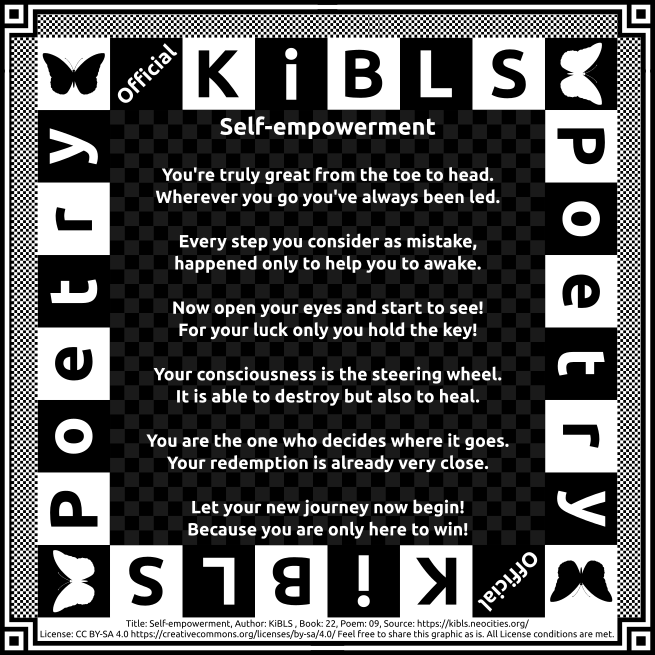 Official KiBLS
Poetry
Poetry
Self-empowerment
You're truly great from the toe to head.
Wherever you go you've always been led.
Every step you consider as mistake,
happened only to help you to awake.
Now open your eyes and start to see!
For your luck only you hold the key!
Your consciousness is the steering wheel.
It is able to destroy but also to heal.
You are the one who decides where it goes.
Your redemption is already very close.
Let your new journey now begin!
Because you are only here to win!
Official KiBLS
Title: Self-empowerment, Author: KiBLS , Book: 22, Poem: 09, Source: https://kibls.neocities.org/
License: CC BY-SA 4.0 https://creativecommons.org/licenses/by-sa/4.0/ Feel free to share this graphic as is. All License conditions are met.